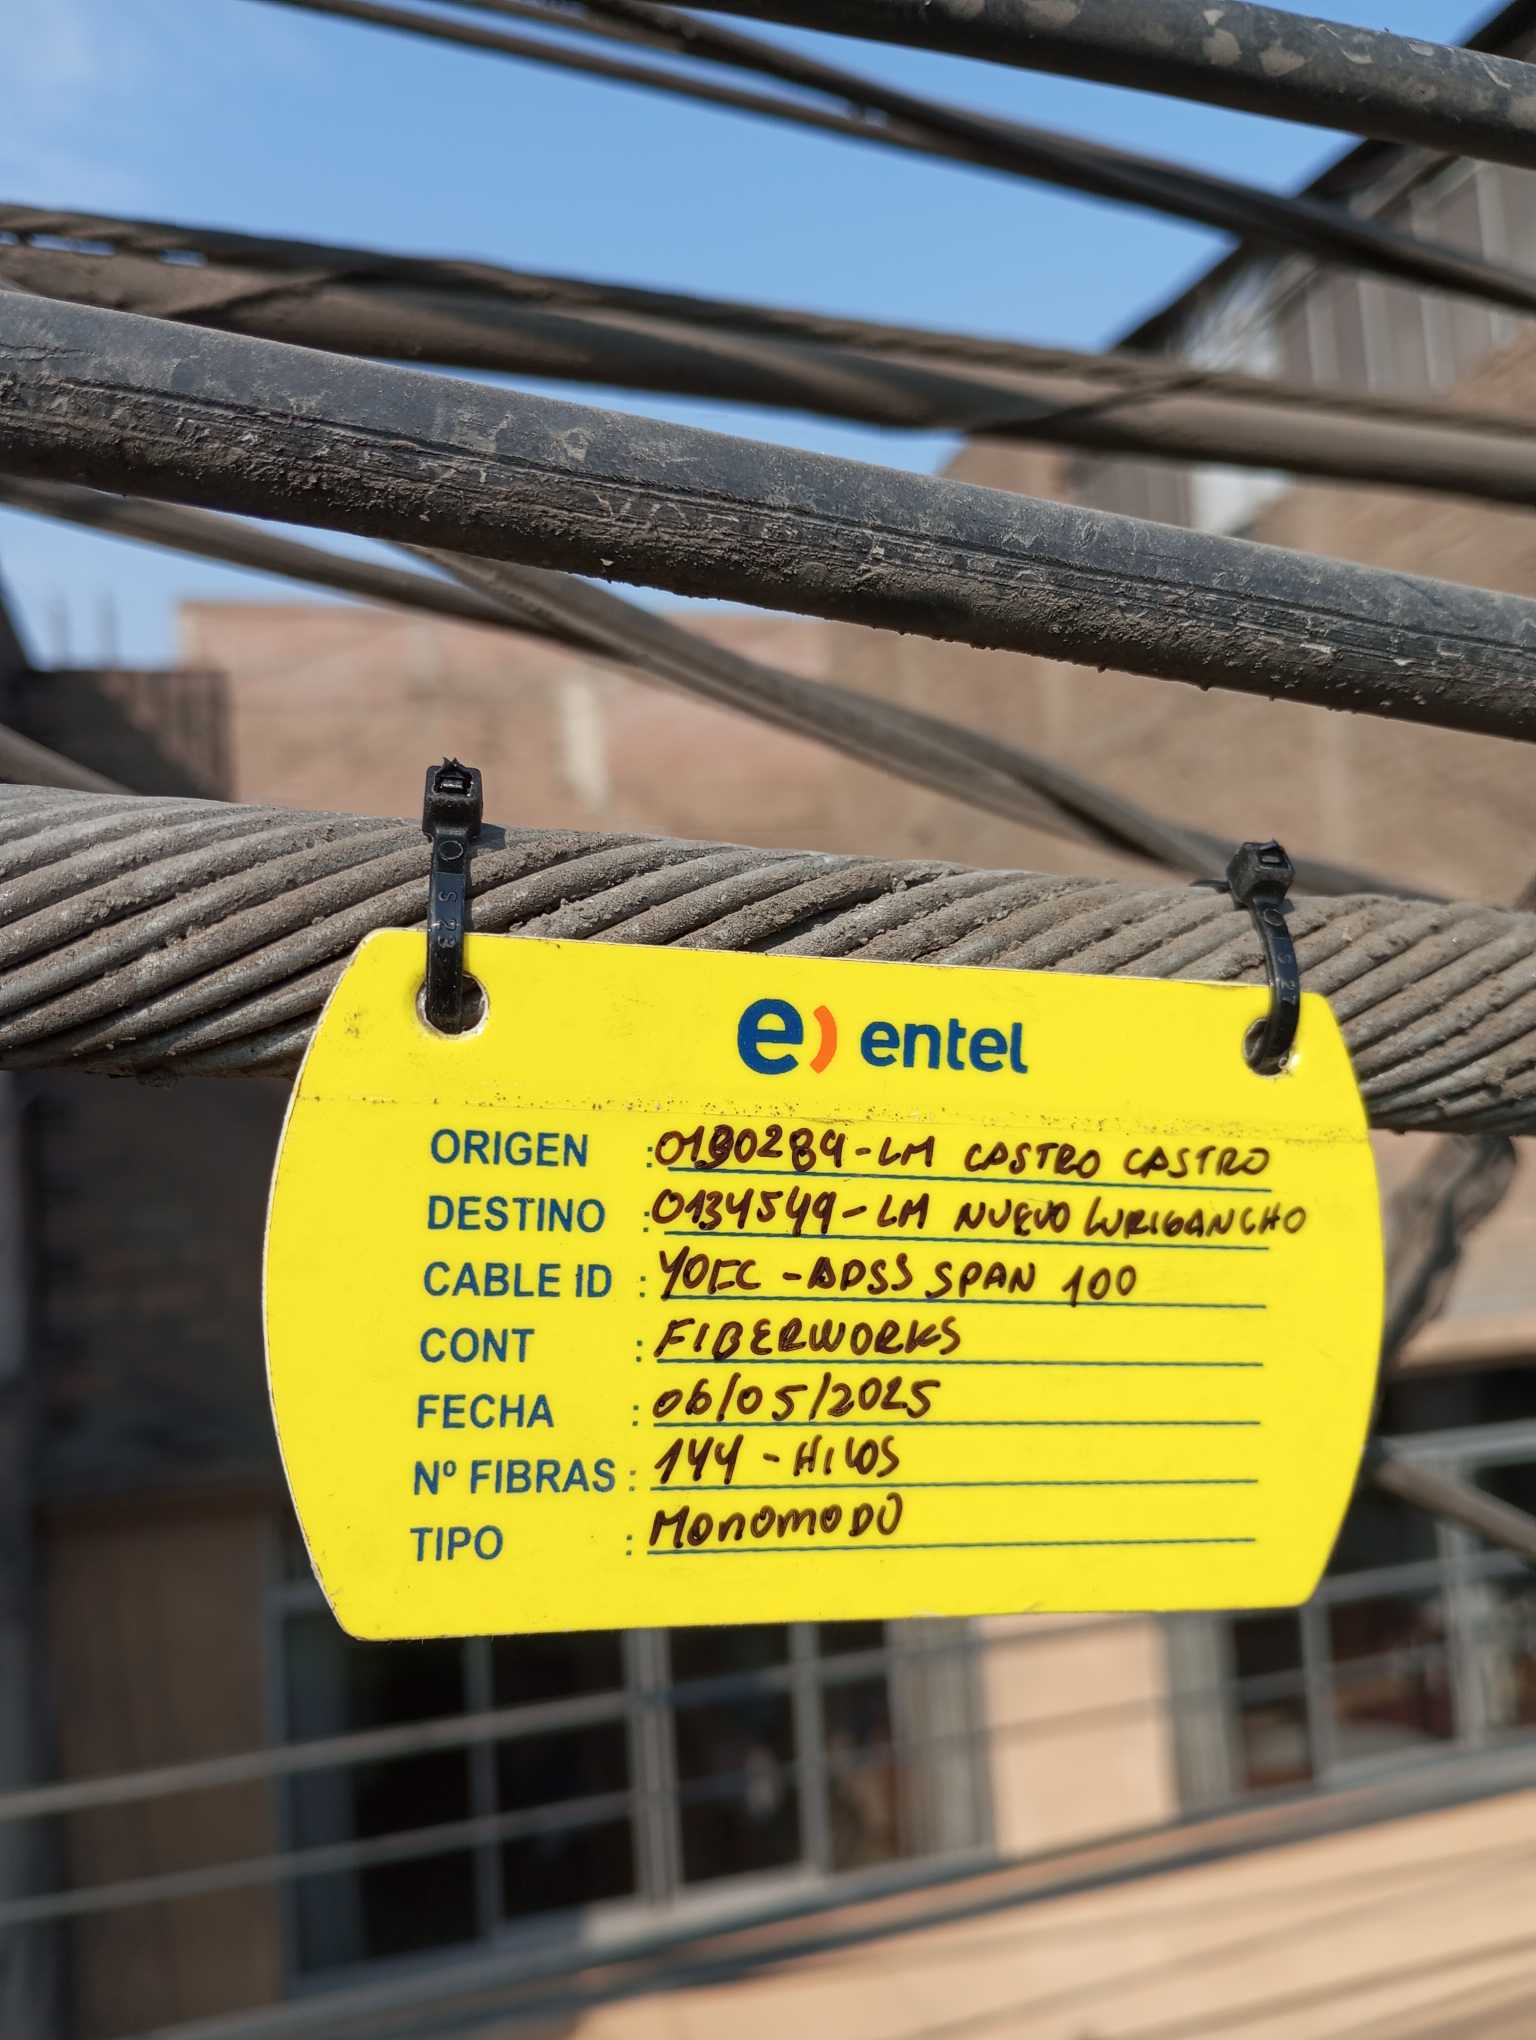 e) entel
ORIGEN : 0130289-LM CASTRO CASTRO
DESTINO : 0134549-LM NUEVO LURIGANCHO
CABLE ID : YOFC - ADSS SPAN 100
CONT : FIBERWORKS
FECHA : 06/05/2025
Nº FIBRAS : 144 - HILOS
TIPO : MONOMODO